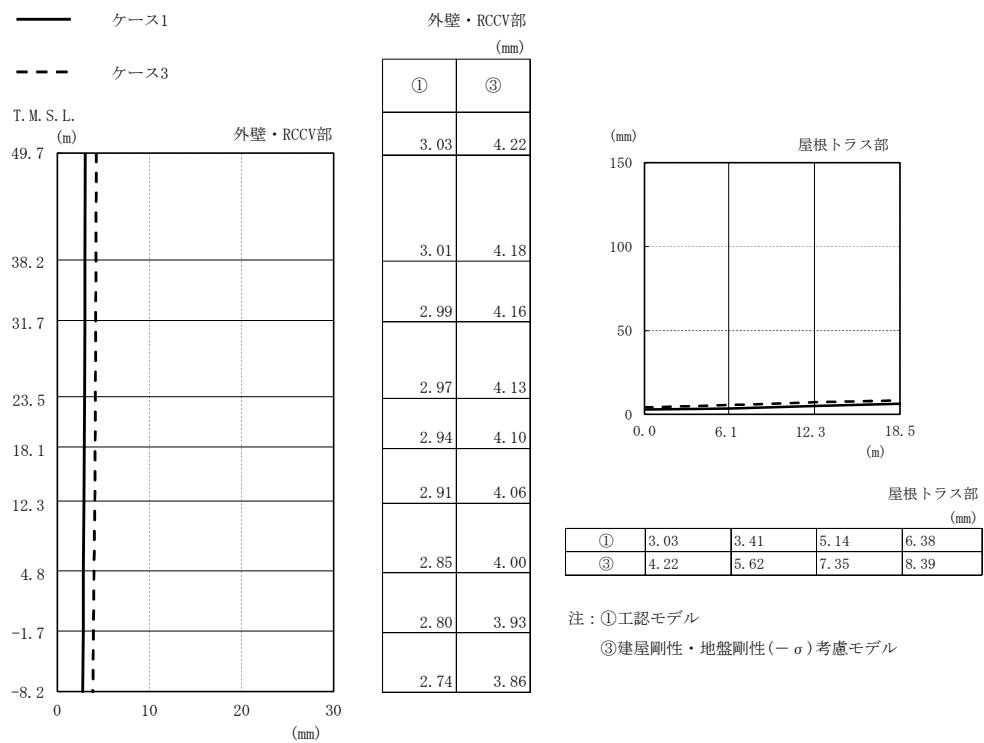 ケース1
ケース3
T.M.S.L.
(m)
外壁・RCCV部
49.7
38.2
31.7
23.5
18.1
12.3
4.8
-1.7
-8.2
0 10 20 30
(mm)
外壁・RCCV部
(mm)
① ③
3.03 4.22
3.01 4.18
2.99 4.16
2.97 4.13
2.94 4.10
2.91 4.06
2.85 4.00
2.80 3.93
2.74 3.86
(mm)
屋根トラス部
150
100
50
0
0.0 6.1 12.3 18.5
(m)
屋根トラス部
(mm)
① 3.03 3.41 5.14 6.38
③ 4.22 5.62 7.35 8.39
注：①工認モデル
③建屋剛性・地盤剛性(－σ)考慮モデル